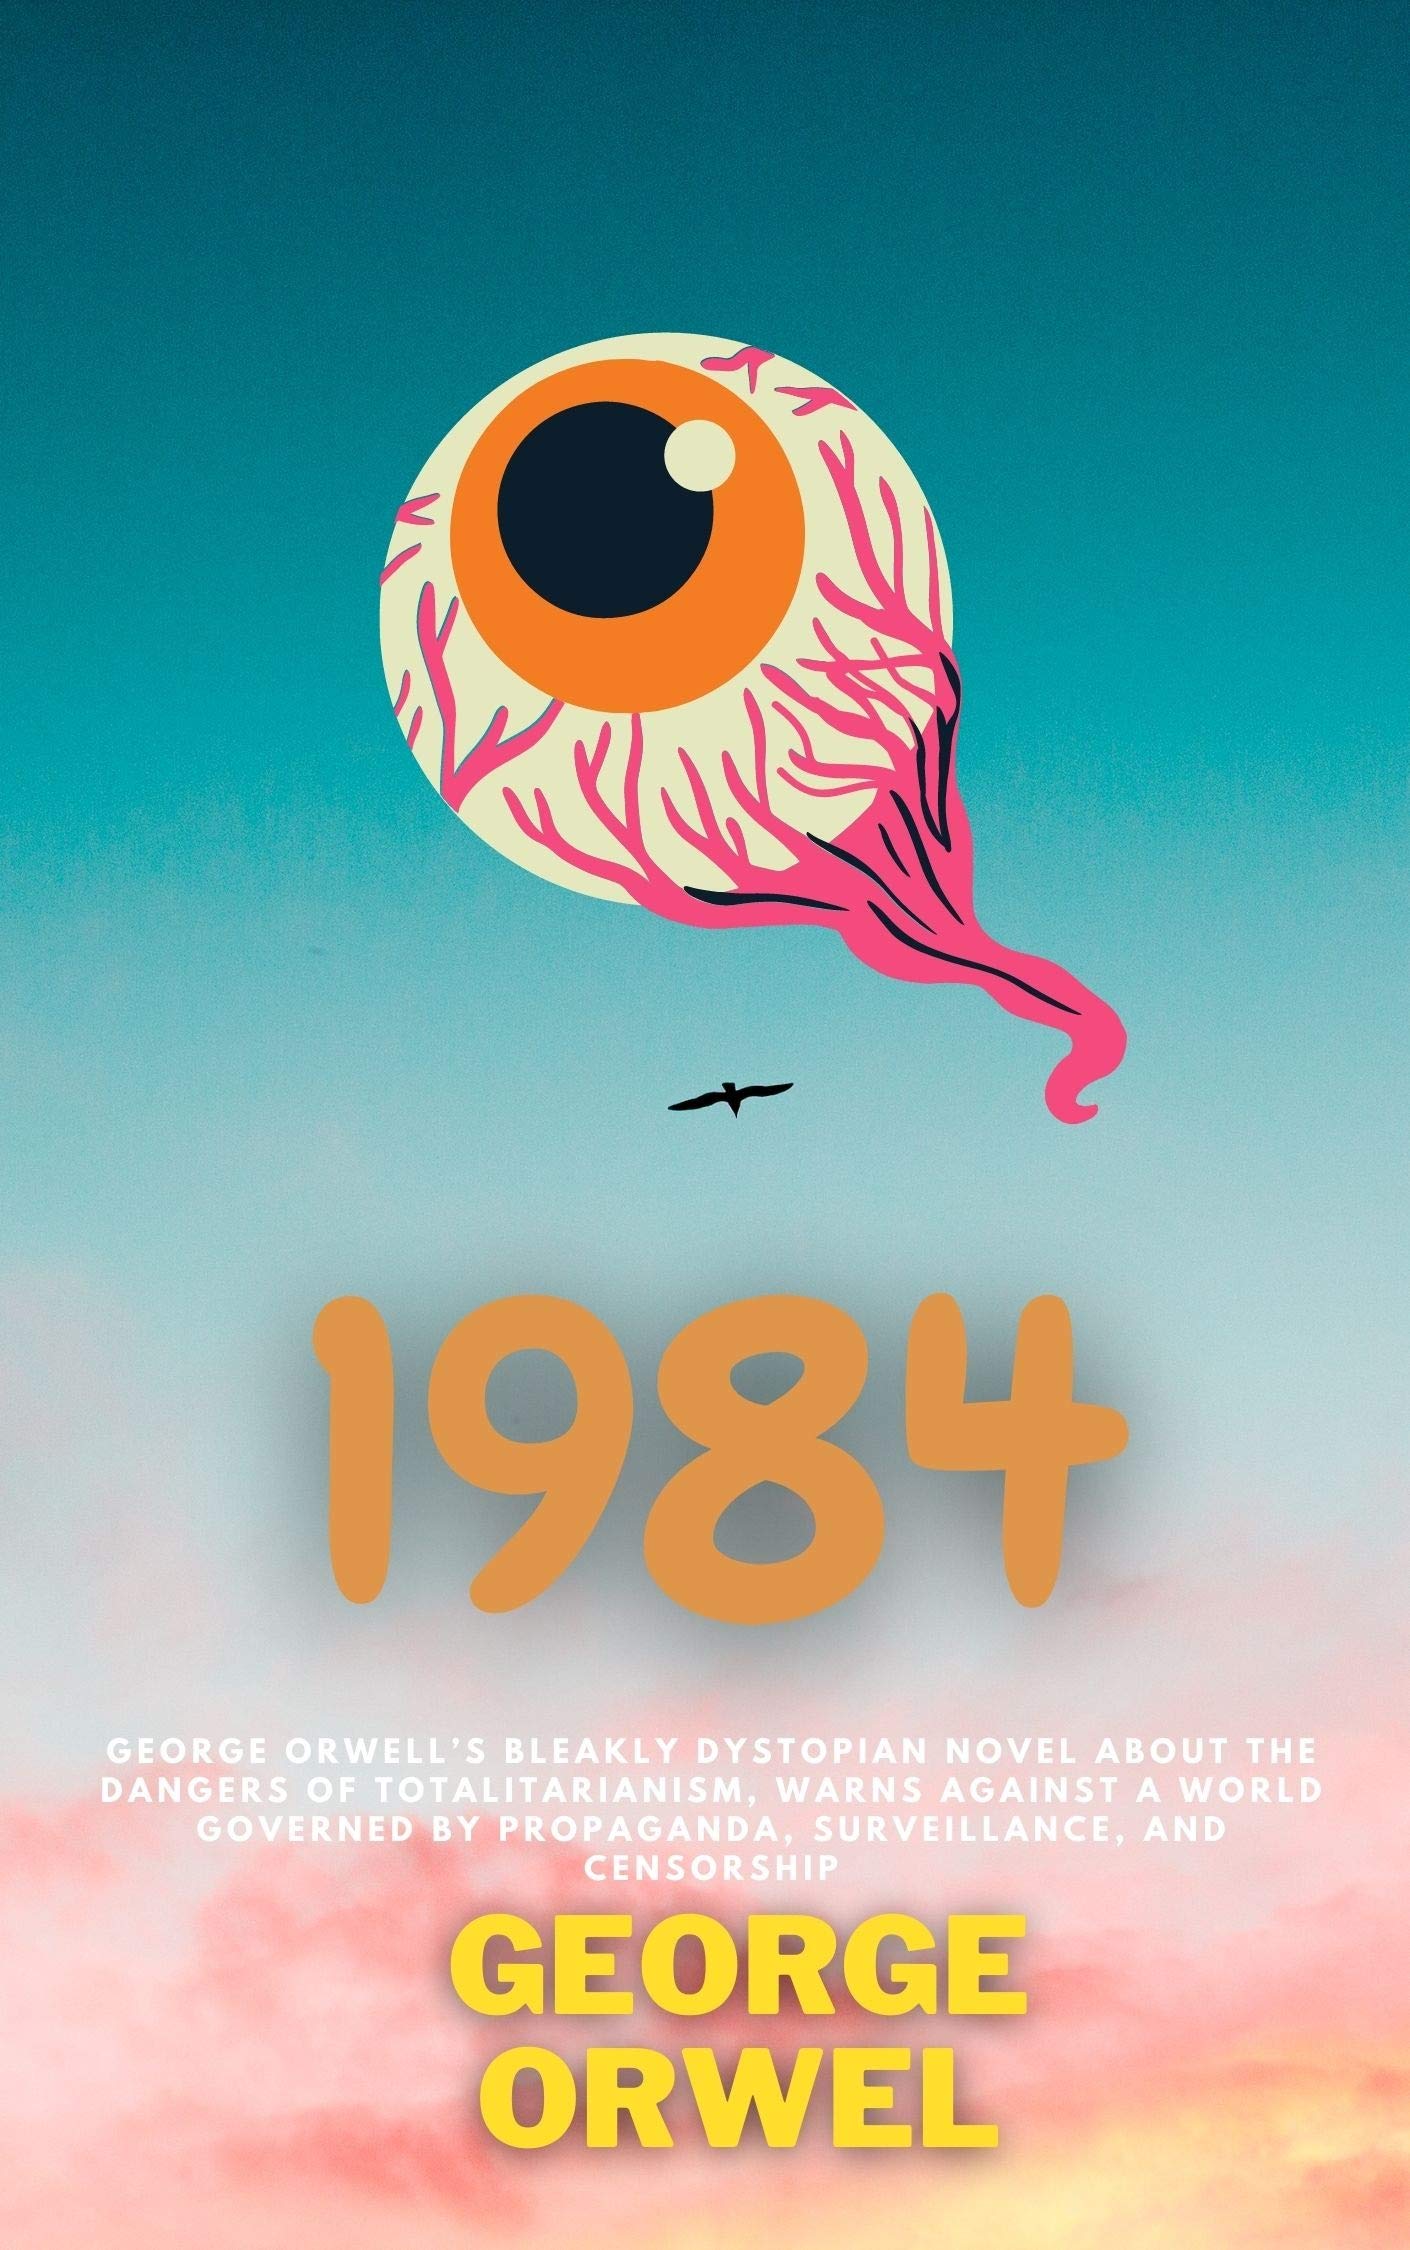 1984
GEORGE ORWELL’S BLEAKLY DYSTOPIAN NOVEL ABOUT THE
DANGERS OF TOTALITARIANISM, WARNS AGAINST A WORLD
GOVERNED BY PROPAGANDA, SURVEILLANCE, AND
CENSORSHIP
GEORGE
ORWEL